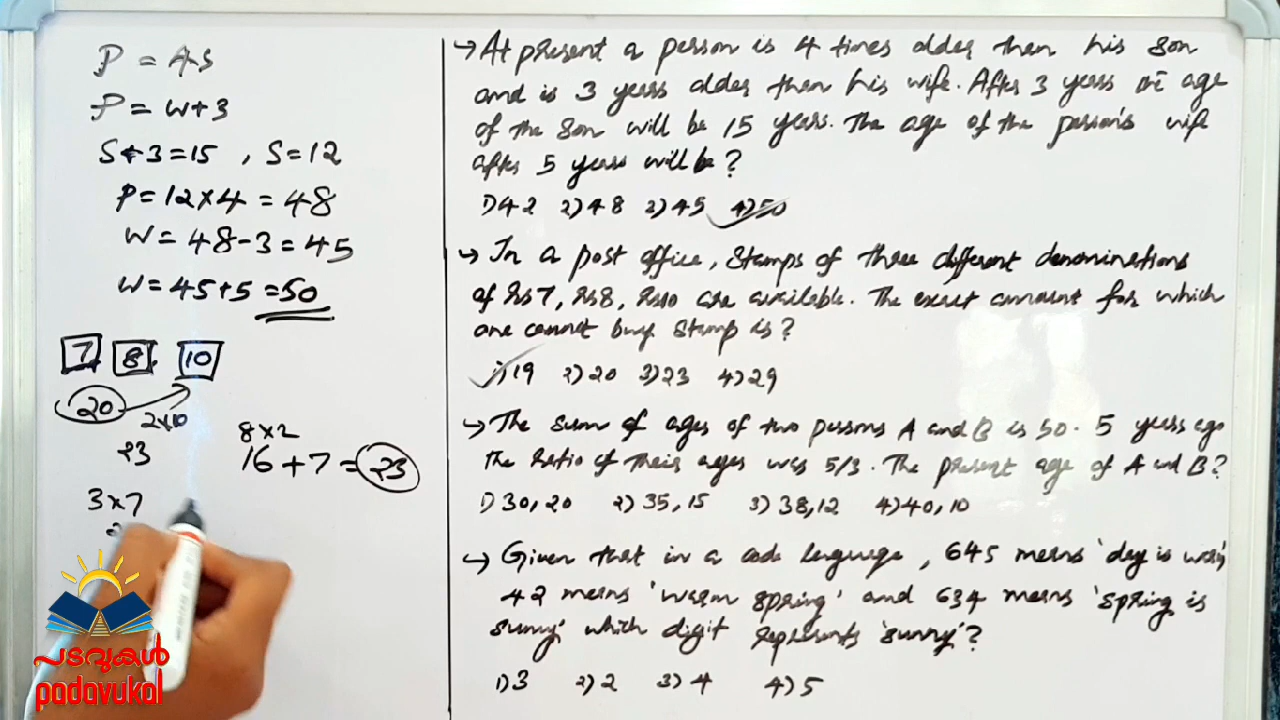 P = 4S
P = W+3
S+3=15 , S=12
P=12×4=48
W=48-3=45
W=45+5=50
7 8 10
20
2×10
23
8×2
16+7=23
3×7
→ At present a person is 4 times older then his son
and is 3 years older then his wife. After 3 years age
of the son will be 15 years. The age of the person's wife
after 5 years will be?
1) 42 2) 48 3) 45 4) 50
→ In a post office, stamps of three different denominations
of Rs7, Rs8, Rs10 are available. The exact amount for which
one cannot buy stamp is?
1) 19 2) 20 3) 23 4) 29
→ The sum of ages of two persons A and B is 50. 5 years ago
the ratio of their ages was 5/3. The present age of A and B?
1) 30, 20 2) 35, 15 3) 38, 12 4) 40, 10
→ Given that in a code language, 645 means 'day is warm'
42 means 'warm spring' and 634 means 'spring is
sunny', which digit represents 'sunny'?
1) 3 2) 2 3) 4 4) 5
പടവുകൾ
padavukal